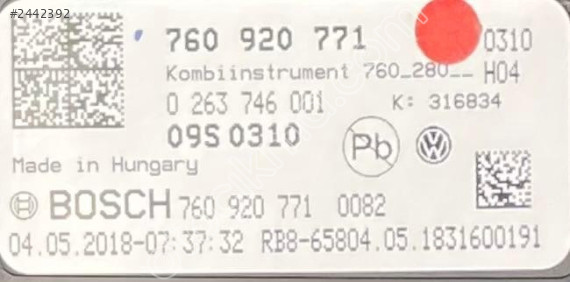 #2442392
760 920 771 0310
Kombiinstrument 760_280__ H04
0 263 746 001 K: 316834
09S 0310
Pb
Made in Hungary
BOSCH 760 920 771 0082
04.05.2018-07:37:32 RB8-65804.05.1831600191